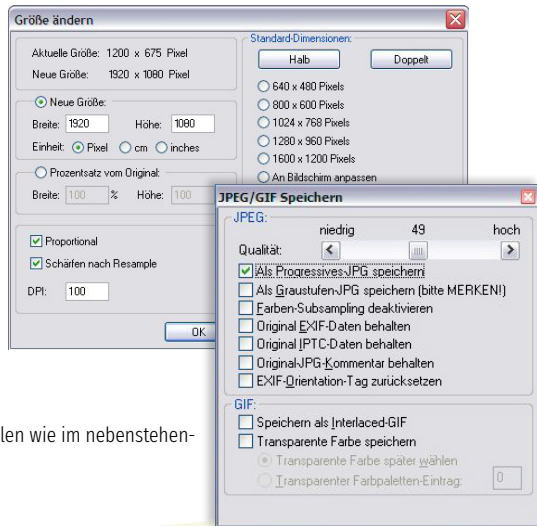 Größe ändern
Aktuelle Größe: 1200 x 675 Pixel
Neue Größe: 1920 x 1080 Pixel
Neue Größe:
Breite: 1920 Höhe: 1080
Einheit: Pixel cm inches
Prozentsatz vom Original:
Breite: 100 % Höhe: 100
Proportional
Schärfen nach Resample
DPI: 100
OK
Standard-Dimensionen:
Halb Doppelt
640 x 480 Pixels
800 x 600 Pixels
1024 x 768 Pixels
1280 x 960 Pixels
1600 x 1200 Pixels
An Bildschirm anpassen
JPEG/GIF Speichern
JPEG:
niedrig 49 hoch
Qualität:
Als Progressives-JPG speichern
Als Graustufen-JPG speichern (bitte MERKEN!)
Farben-Subsampling deaktivieren
Original EXIF-Daten behalten
Original IPTC-Daten behalten
Original-JPG-Kommentar behalten
EXIF-Orientation-Tag zurücksetzen
GIF:
Speichern als Interlaced-GIF
Transparente Farbe speichern
Transparente Farbe später wählen
Transparenter Farbpaletten-Eintrag: 0
len wie im nebenstehen-